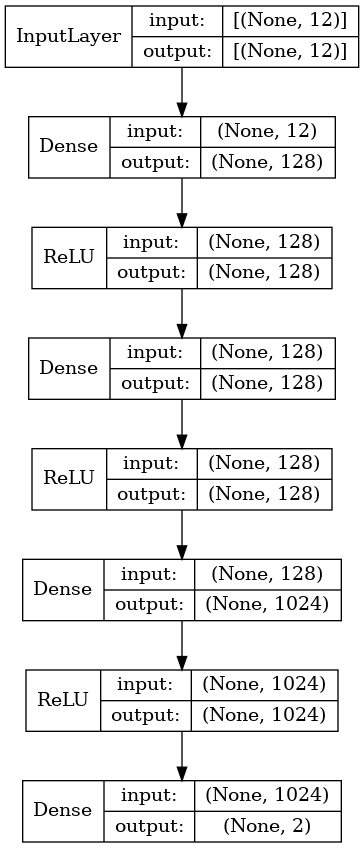 InputLayer input: [(None, 12)]
output: [(None, 12)]
Dense input: (None, 12)
output: (None, 128)
ReLU input: (None, 128)
output: (None, 128)
Dense input: (None, 128)
output: (None, 128)
ReLU input: (None, 128)
output: (None, 128)
Dense input: (None, 128)
output: (None, 1024)
ReLU input: (None, 1024)
output: (None, 1024)
Dense input: (None, 1024)
output: (None, 2)